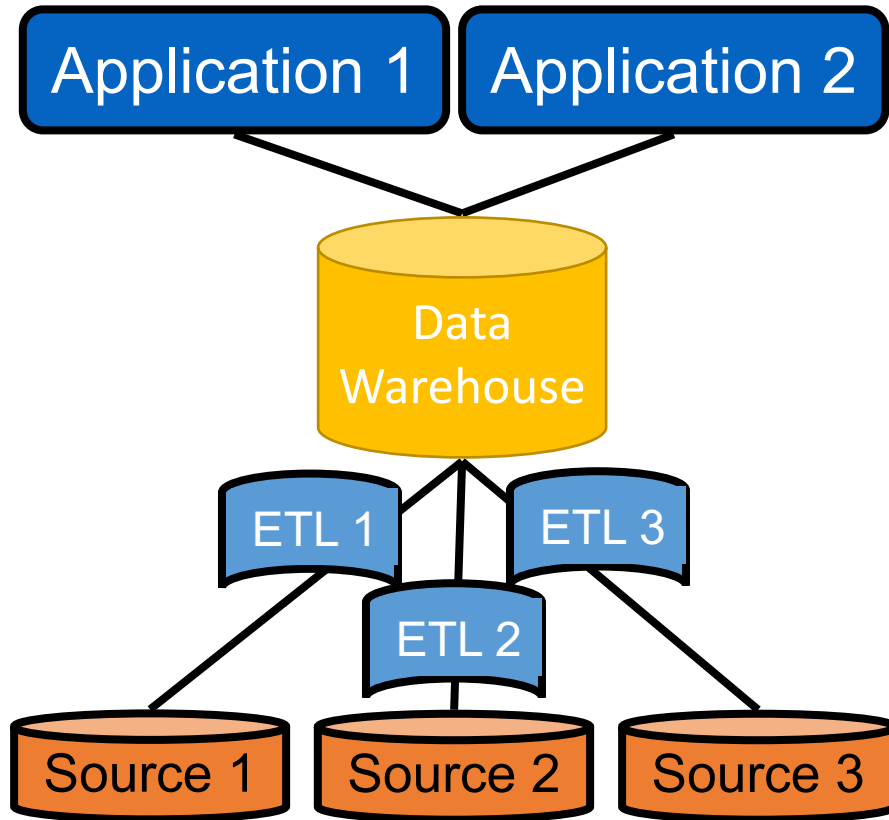 Application 1
Application 2
Data
Warehouse
ETL 1
ETL 3
ETL 2
Source 1
Source 2
Source 3